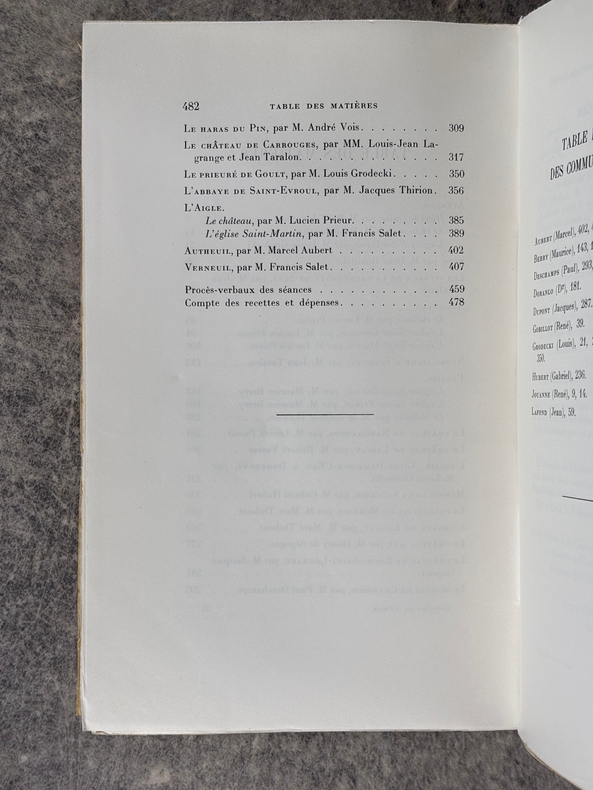 482 TABLE DES MATIÈRES
LE HARAS DU PIN, par M. André Vois. . . . . . . . 309
LE CHÂTEAU DE CARROUGES, par MM. Louis-Jean La-
grange et Jean Taralon. . . . . . . . . . . . . . 317
LE PRIEURÉ DE GOULT, par M. Louis Grodecki. . . . . 350
L'ABBAYE DE SAINT-EVROUL, par M. Jacques Thirion. 356
L'AIGLE.
Le château, par M. Lucien Prieur. . . . . . . . . 385
L'église Saint-Martin, par M. Francis Salet. . . . 389
AUTHEUIL, par M. Marcel Aubert . . . . . . . . . . 402
VERNEUIL, par M. Francis Salet. . . . . . . . . . . 407
Procès-verbaux des séances . . . . . . . . . . . . 459
Compte des recettes et dépenses. . . . . . . . . . 478
TABLE
DES COMMU
AUBERT (Marcel), 402,
BERRY (Maurice), 143,
DESCHAMPS (Paul), 293,
DORANLO (Dr), 181.
DUPONT (Jacques), 287,
GOBILLOT (René), 39.
GRODECKI (Louis), 21,
350.
HUBERT (Gabriel), 236.
JOUANNE (René), 9, 14.
LAFOND (Jean), 59.